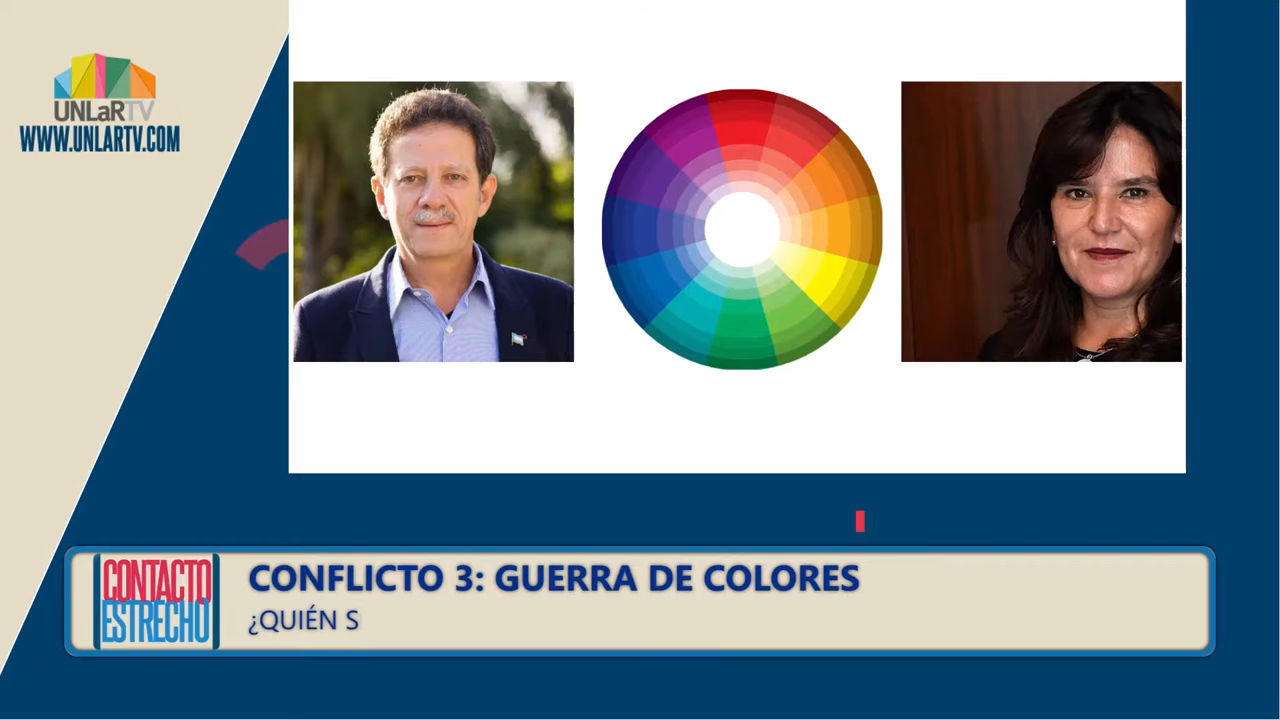 UNLaRTV
WWW.UNLARTV.COM
CONTACTO
ESTRECHO
CONFLICTO 3: GUERRA DE COLORES
¿QUIÉN S